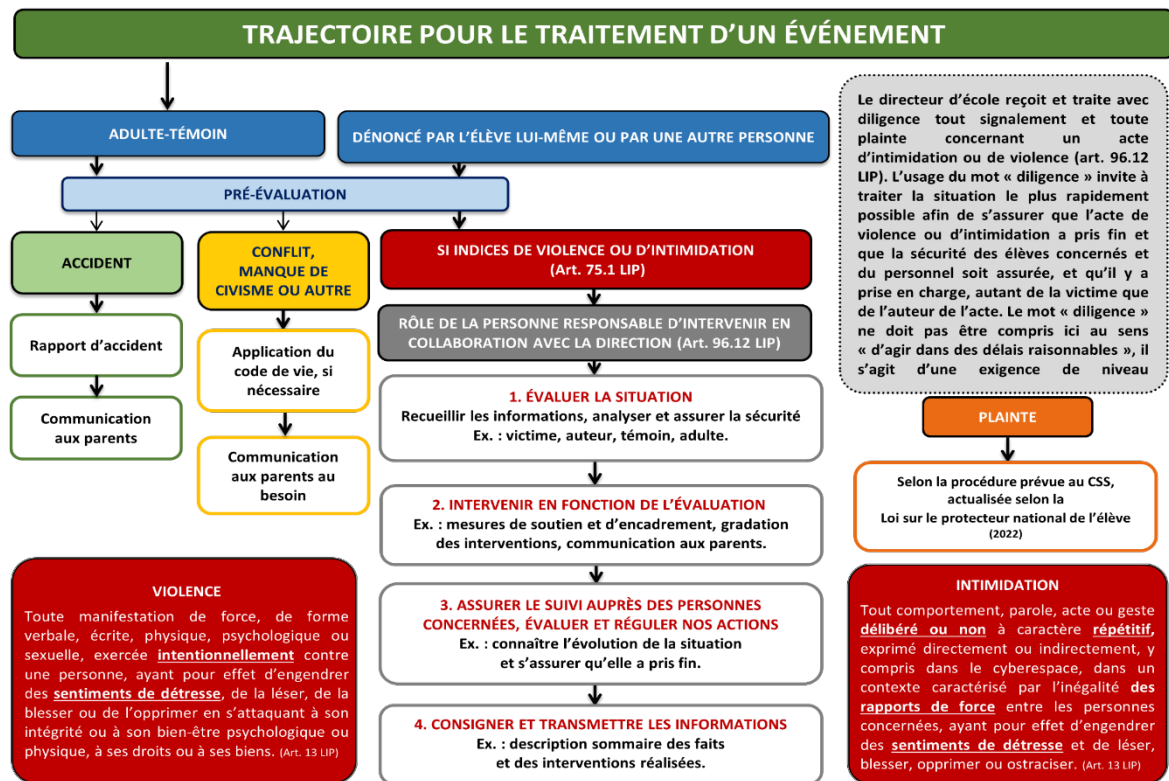 TRAJECTOIRE POUR LE TRAITEMENT D’UN ÉVÉNEMENT
ADULTE-TÉMOIN
DÉNONCÉ PAR L’ÉLÈVE LUI-MÊME OU PAR UNE AUTRE PERSONNE
PRÉ-ÉVALUATION
ACCIDENT
Rapport d’accident
Communication
aux parents
CONFLIT,
MANQUE DE
CIVISME OU AUTRE
Application du
code de vie, si
nécessaire
Communication
aux parents au
besoin
SI INDICES DE VIOLENCE OU D’INTIMIDATION
(Art. 75.1 LIP)
RÔLE DE LA PERSONNE RESPONSABLE D’INTERVENIR EN
COLLABORATION AVEC LA DIRECTION (Art. 96.12 LIP)
1. ÉVALUER LA SITUATION
Recueillir les informations, analyser et assurer la sécurité
Ex. : victime, auteur, témoin, adulte.
2. INTERVENIR EN FONCTION DE L’ÉVALUATION
Ex. : mesures de soutien et d’encadrement, gradation
des interventions, communication aux parents.
3. ASSURER LE SUIVI AUPRÈS DES PERSONNES
CONCERNÉES, ÉVALUER ET RÉGULER NOS ACTIONS
Ex. : connaître l’évolution de la situation
et s’assurer qu’elle a pris fin.
4. CONSIGNER ET TRANSMETTRE LES INFORMATIONS
Ex. : description sommaire des faits
et des interventions réalisées.
Le directeur d’école reçoit et traite avec
diligence tout signalement et toute
plainte concernant un acte
d’intimidation ou de violence (art. 96.12
LIP). L’usage du mot « diligence » invite à
traiter la situation le plus rapidement
possible afin de s’assurer que l’acte de
violence ou d’intimidation a pris fin et
que la sécurité des élèves concernés et
du personnel soit assurée, et qu’il y a
prise en charge, autant de la victime que
de l’auteur de l’acte. Le mot « diligence »
ne doit pas être compris ici au sens
« d’agir dans des délais raisonnables », il
s’agit d’une exigence de niveau
PLAINTE
Selon la procédure prévue au CSS,
actualisée selon la
Loi sur le protecteur national de l’élève
(2022)
VIOLENCE
Toute manifestation de force, de forme
verbale, écrite, physique, psychologique ou
sexuelle, exercée intentionnellement contre
une personne, ayant pour effet d’engendrer
des sentiments de détresse, de la léser, de la
blesser ou de l’opprimer en s’attaquant à son
intégrité ou à son bien-être psychologique ou
physique, à ses droits ou à ses biens. (Art. 13 LIP)
INTIMIDATION
Tout comportement, parole, acte ou geste
délibéré ou non à caractère répétitif,
exprimé directement ou indirectement, y
compris dans le cyberespace, dans un
contexte caractérisé par l’inégalité des
rapports de force entre les personnes
concernées, ayant pour effet d’engendrer
des sentiments de détresse et de léser,
blesser, opprimer ou ostraciser. (Art. 13 LIP)